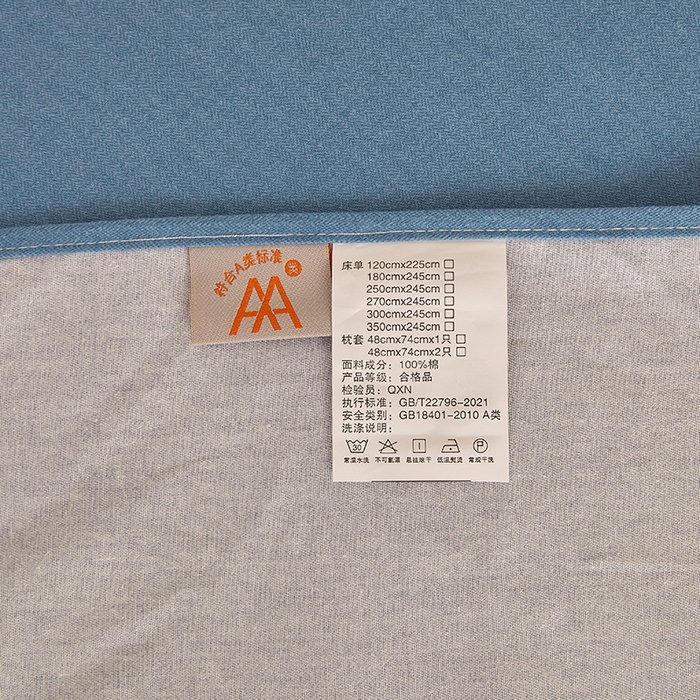 符合A类标准
AA
床单 120cmx225cm□
180cmx245cm□
250cmx245cm□
270cmx245cm□
300cmx245cm□
350cmx245cm□
枕套 48cmx74cmx1只□
48cmx74cmx2只□
面料成分：100%棉
产品等级：合格品
检验员：QXN
执行标准：GB/T22796-2021
安全类别：GB18401-2010 A类
洗涤说明：
30 P
常温水洗 不可氯漂 悬挂晾干 低温熨烫 常规干洗